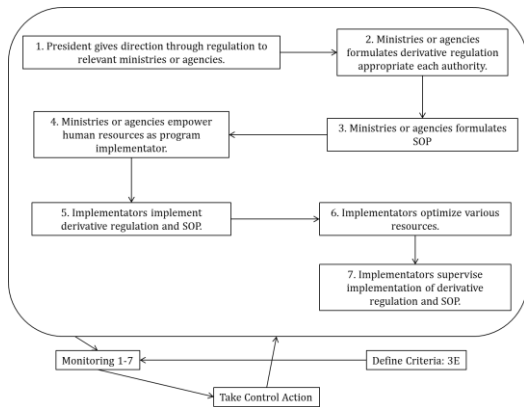 1. President gives direction through regulation to
relevant ministries or agencies.
2. Ministries or agencies
formulates derivative regulation
appropriate each authority.
4. Ministries or agencies empower
human resources as program
implementator.
3. Ministries or agencies formulates
SOP
5. Implementators implement
derivative regulation and SOP.
6. Implementators optimize various
resources.
7. Implementators supervise
implementation of derivative
regulation and SOP.
Monitoring 1-7
Define Criteria: 3E
Take Control Action